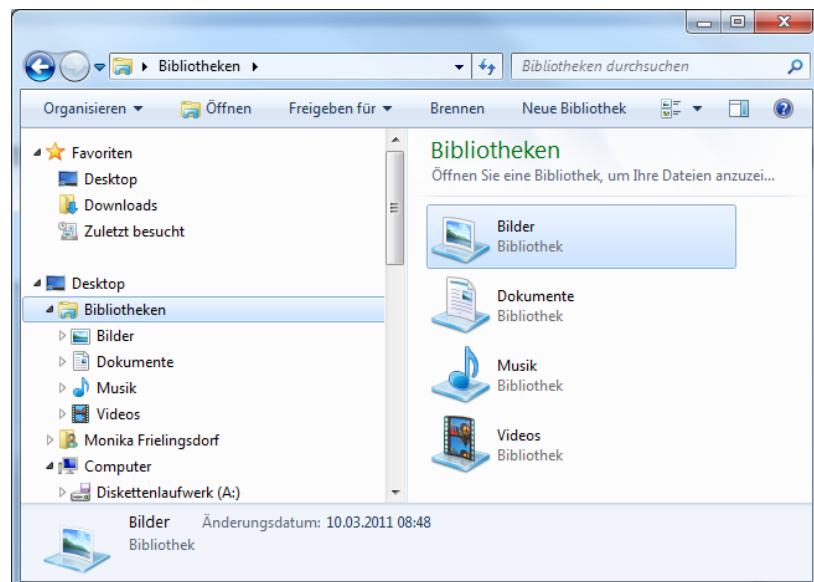 Bibliotheken
Bibliotheken durchsuchen
Organisieren Öffnen Freigeben für Brennen Neue Bibliothek
Favoriten
Desktop
Downloads
Zuletzt besucht
Desktop
Bibliotheken
Bilder
Dokumente
Musik
Videos
Monika Frielingsdorf
Computer
Diskettenlaufwerk (A:)
Bibliotheken
Öffnen Sie eine Bibliothek, um Ihre Dateien anzuzei...
Bilder
Bibliothek
Dokumente
Bibliothek
Musik
Bibliothek
Videos
Bibliothek
Bilder Änderungsdatum: 10.03.2011 08:48
Bibliothek